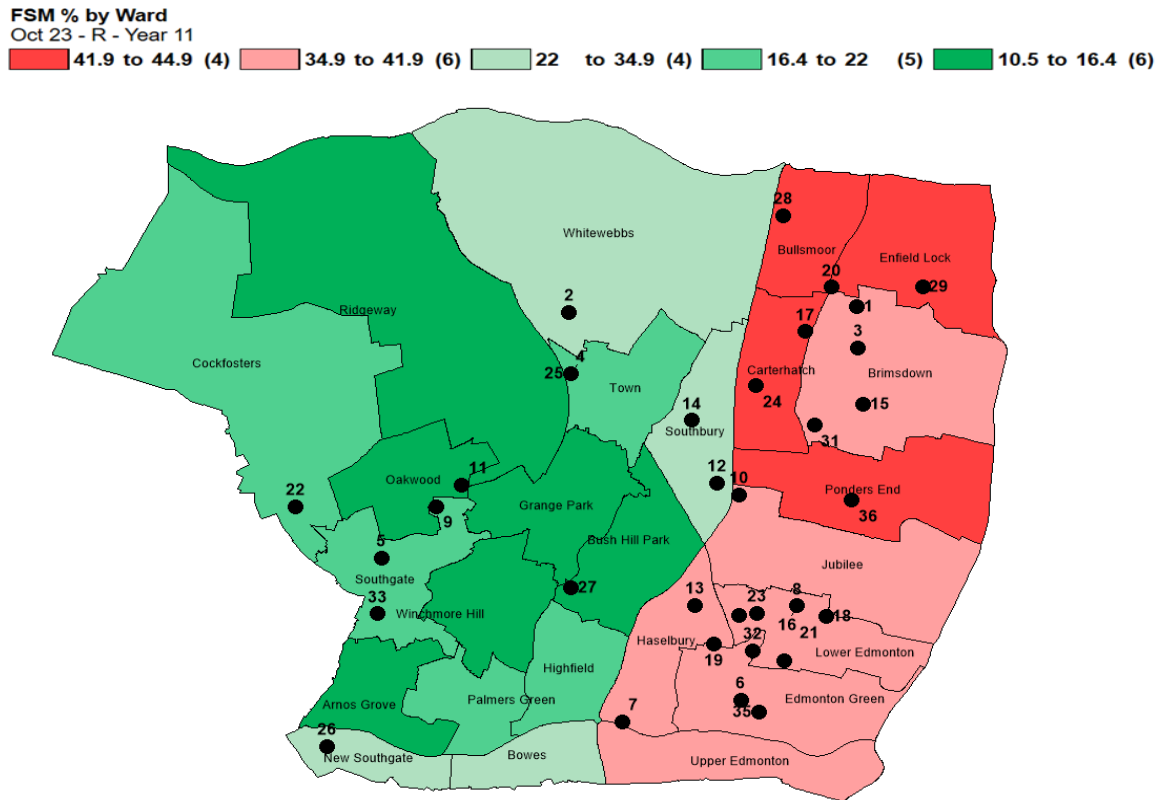 FSM % by Ward
Oct 23 - R - Year 11
41.9 to 44.9 (4) 34.9 to 41.9 (6) 22 to 34.9 (4) 16.4 to 22 (5) 10.5 to 16.4 (6)
28
Whitewebbs
Bullsmoor
Enfield Lock
20
29
2
1
Ridgeway
17
3
4
Cockfosters
25
Carterhatch
Brimsdown
Town
24
14
15
Southbury
31
11
Oakwood
12
10
22
Ponders End
Grange Park
9
36
5
Bush Hill Park
Jubilee
Southgate
27
33
13
23
8
Winchmore Hill
18
16
21
32
Haselbury
Lower Edmonton
19
Highfield
6
Palmers Green
Edmonton Green
Arnos Grove
7
35
26
New Southgate
Bowes
Upper Edmonton